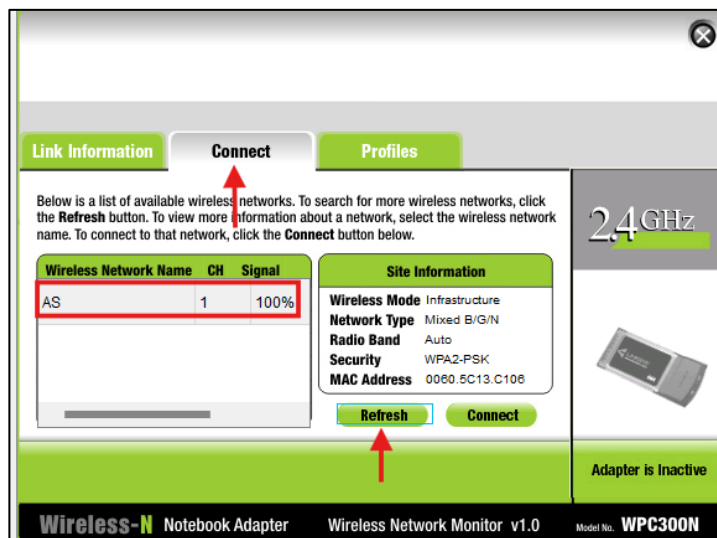 Link Information Connect Profiles
Below is a list of available wireless networks. To search for more wireless networks, click
the Refresh button. To view more information about a network, select the wireless network
name. To connect to that network, click the Connect button below.
2.4GHz
Wireless Network Name CH Signal
AS 1 100%
Site Information
Wireless Mode Infrastructure
Network Type Mixed B/G/N
Radio Band Auto
Security WPA2-PSK
MAC Address 0060.5C13.C106
Refresh Connect
Adapter is Inactive
Wireless-N Notebook Adapter Wireless Network Monitor v1.0 Model No. WPC300N